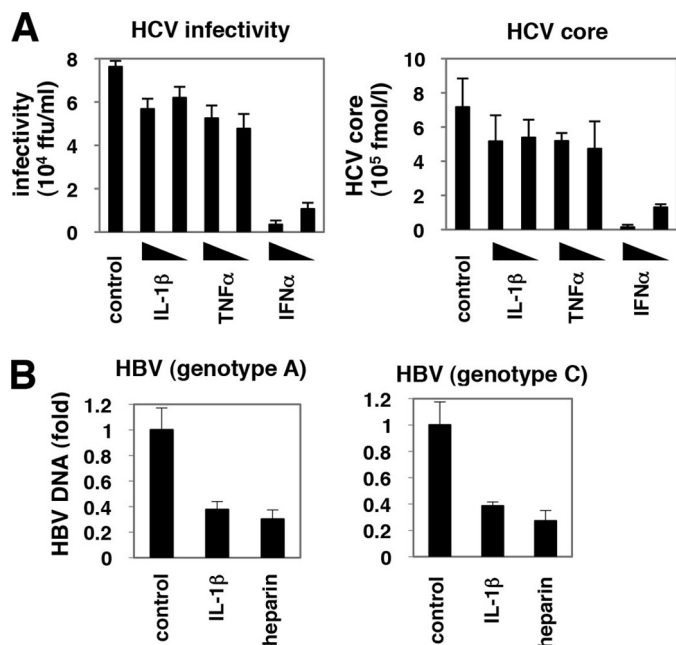 A
HCV infectivity
infectivity
(10⁴ ffu/ml)
8
6
4
2
0
control
IL-1β
TNFα
IFNα
HCV core
HCV core
(10⁵ fmol/l)
10
8
6
4
2
0
control
IL-1β
TNFα
IFNα
B
HBV (genotype A)
HBV DNA (fold)
1.2
1
0.8
0.6
0.4
0.2
0
control
IL-1β
heparin
HBV (genotype C)
1.2
1
0.8
0.6
0.4
0.2
0
control
IL-1β
heparin